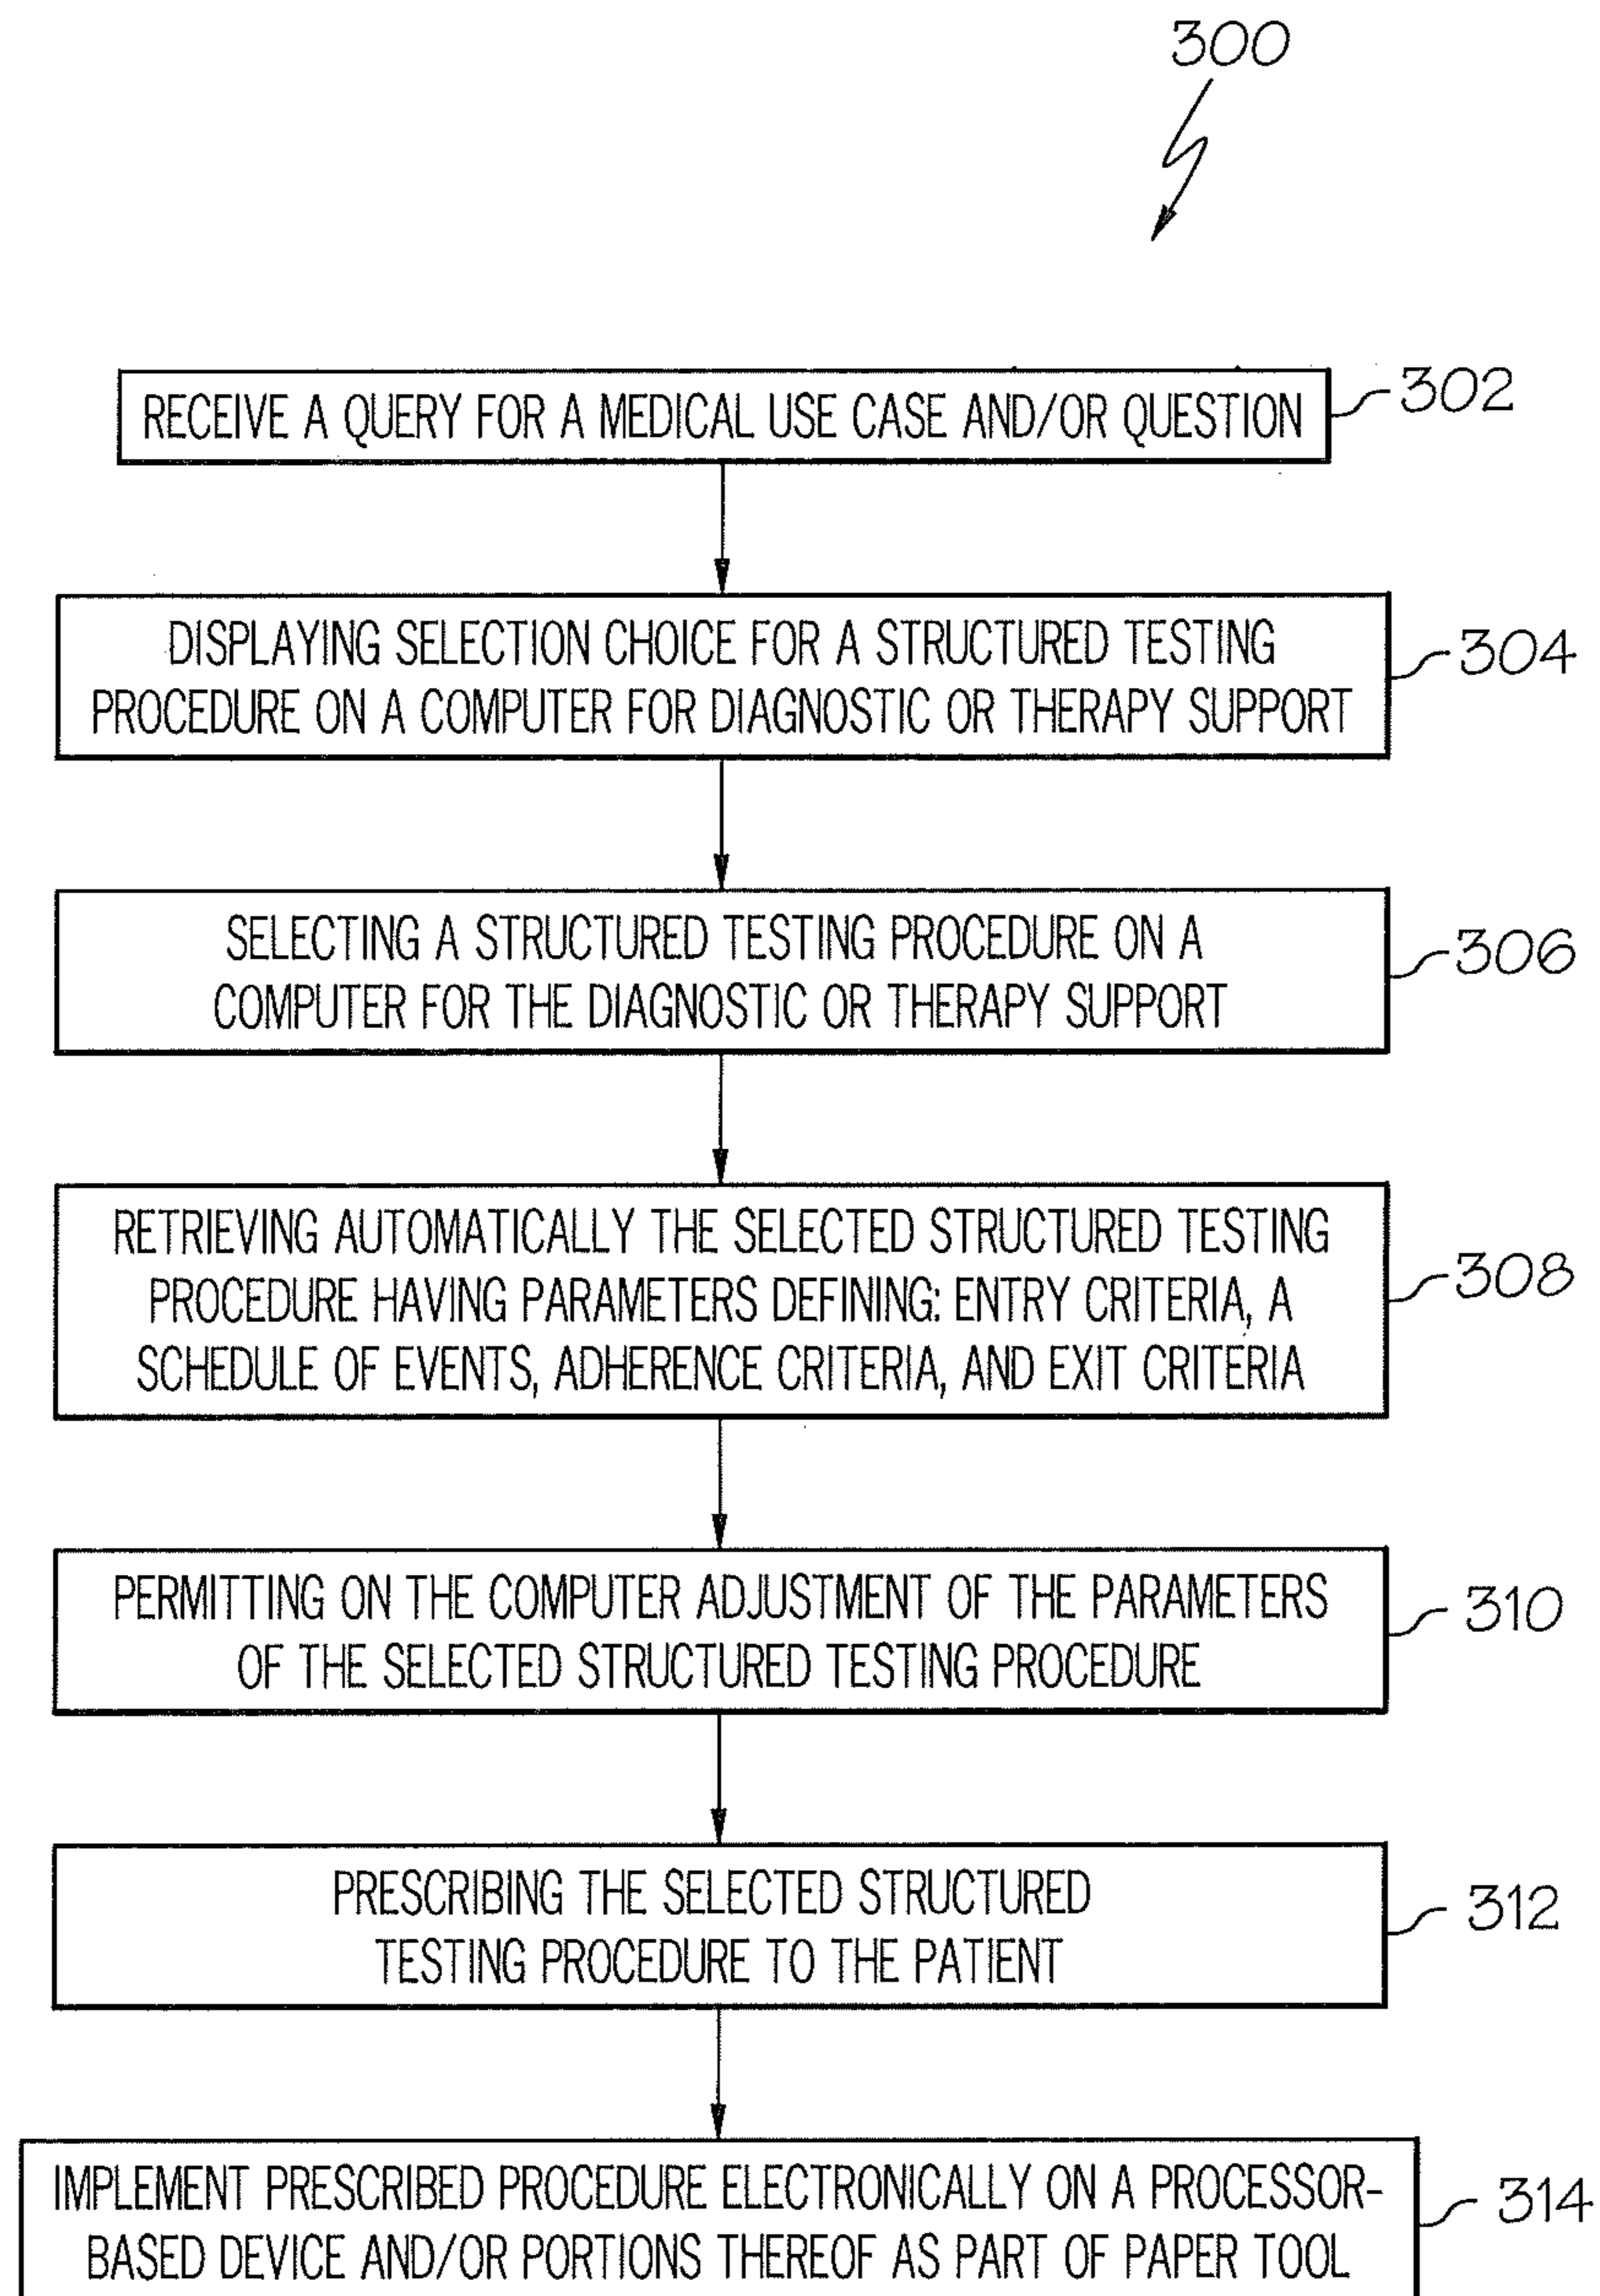 300
RECEIVE A QUERY FOR A MEDICAL USE CASE AND/OR QUESTION
302
DISPLAYING SELECTION CHOICE FOR A STRUCTURED TESTING
PROCEDURE ON A COMPUTER FOR DIAGNOSTIC OR THERAPY SUPPORT
304
SELECTING A STRUCTURED TESTING PROCEDURE ON A
COMPUTER FOR THE DIAGNOSTIC OR THERAPY SUPPORT
306
RETRIEVING AUTOMATICALLY THE SELECTED STRUCTURED TESTING
PROCEDURE HAVING PARAMETERS DEFINING: ENTRY CRITERIA, A
SCHEDULE OF EVENTS, ADHERENCE CRITERIA, AND EXIT CRITERIA
308
PERMITTING ON THE COMPUTER ADJUSTMENT OF THE PARAMETERS
OF THE SELECTED STRUCTURED TESTING PROCEDURE
310
PRESCRIBING THE SELECTED STRUCTURED
TESTING PROCEDURE TO THE PATIENT
312
IMPLEMENT PRESCRIBED PROCEDURE ELECTRONICALLY ON A PROCESSOR-
BASED DEVICE AND/OR PORTIONS THEREOF AS PART OF PAPER TOOL
314